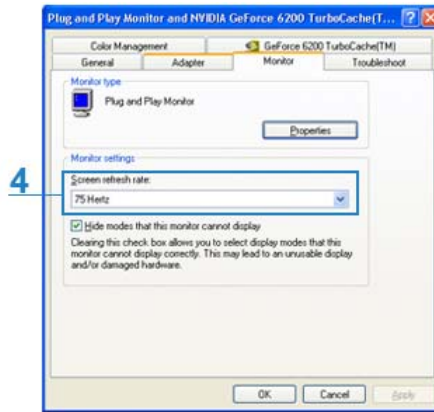 Plug and Play Monitor and NVIDIA GeForce 6200 TurboCache(T...
Color Management
GeForce 6200 TurboCache(TM)
General
Adapter
Monitor
Troubleshoot
Monitor type
Plug and Play Monitor
Properties
Monitor settings
4
Screen refresh rate:
75 Hertz
Hide modes that this monitor cannot display
Clearing this check box allows you to select display modes that this
monitor cannot display correctly. This may lead to an unusable display
and/or damaged hardware.
OK
Cancel
Apply